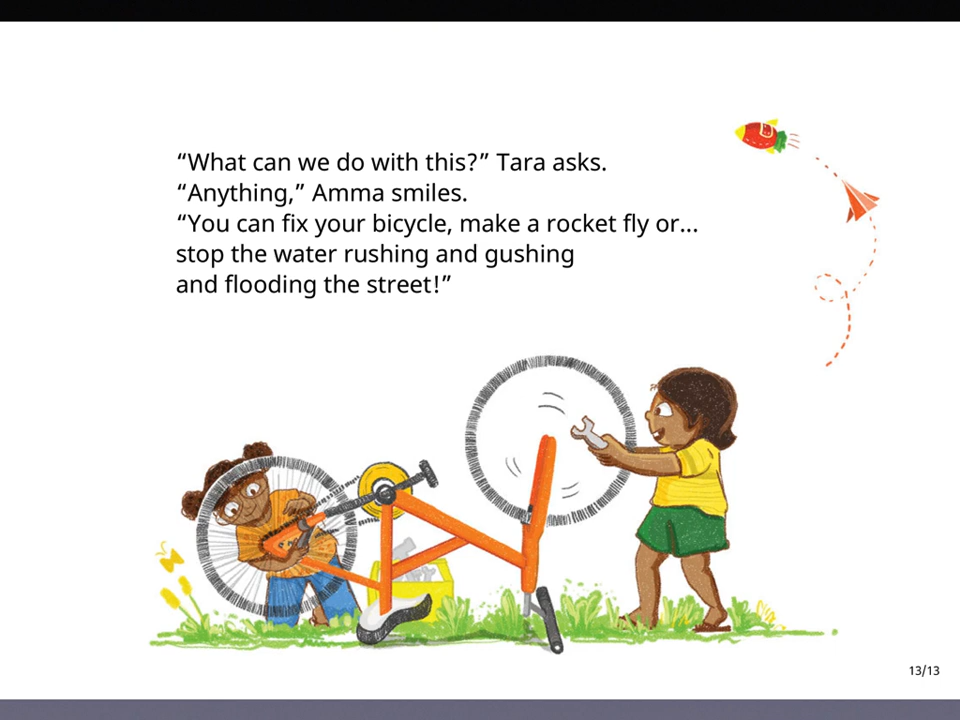 “What can we do with this?” Tara asks.
“Anything,” Amma smiles.
“You can fix your bicycle, make a rocket fly or...
stop the water rushing and gushing
and flooding the street!”
13/13